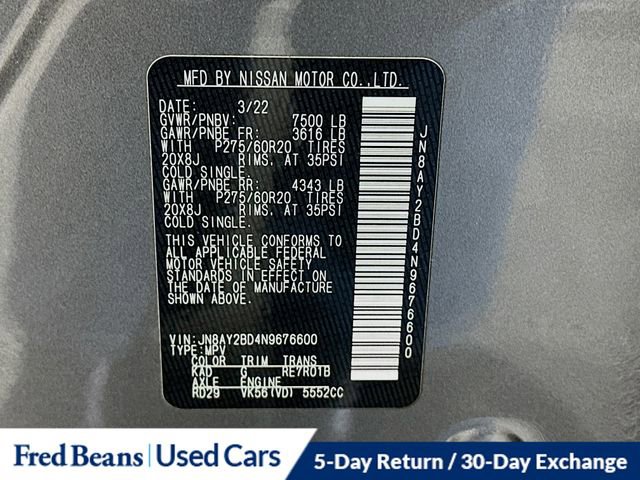 MFD BY NISSAN MOTOR CO.,LTD.
DATE: 3/22
GVWR/PNBV: 7500 LB
GAWR/PNBE FR: 3616 LB
WITH P275/60R20 TIRES
20X8J RIMS. AT 35PSI
COLD SINGLE.
GAWR/PNBE RR: 4343 LB
WITH P275/60R20 TIRES
20X8J RIMS. AT 35PSI
COLD SINGLE.
THIS VEHICLE CONFORMS TO
ALL APPLICABLE FEDERAL
MOTOR VEHICLE SAFETY
STANDARDS IN EFFECT ON
THE DATE OF MANUFACTURE
SHOWN ABOVE.
VIN: JN8AY2BD4N9676600
TYPE: MPV
COLOR TRIM TRANS
KAD G RE7R01B
AXLE ENGINE
RD29 VK56(VD) 5552CC
JN8AY2BD4N9676600
Fred Beans Used Cars
5-Day Return / 30-Day Exchange